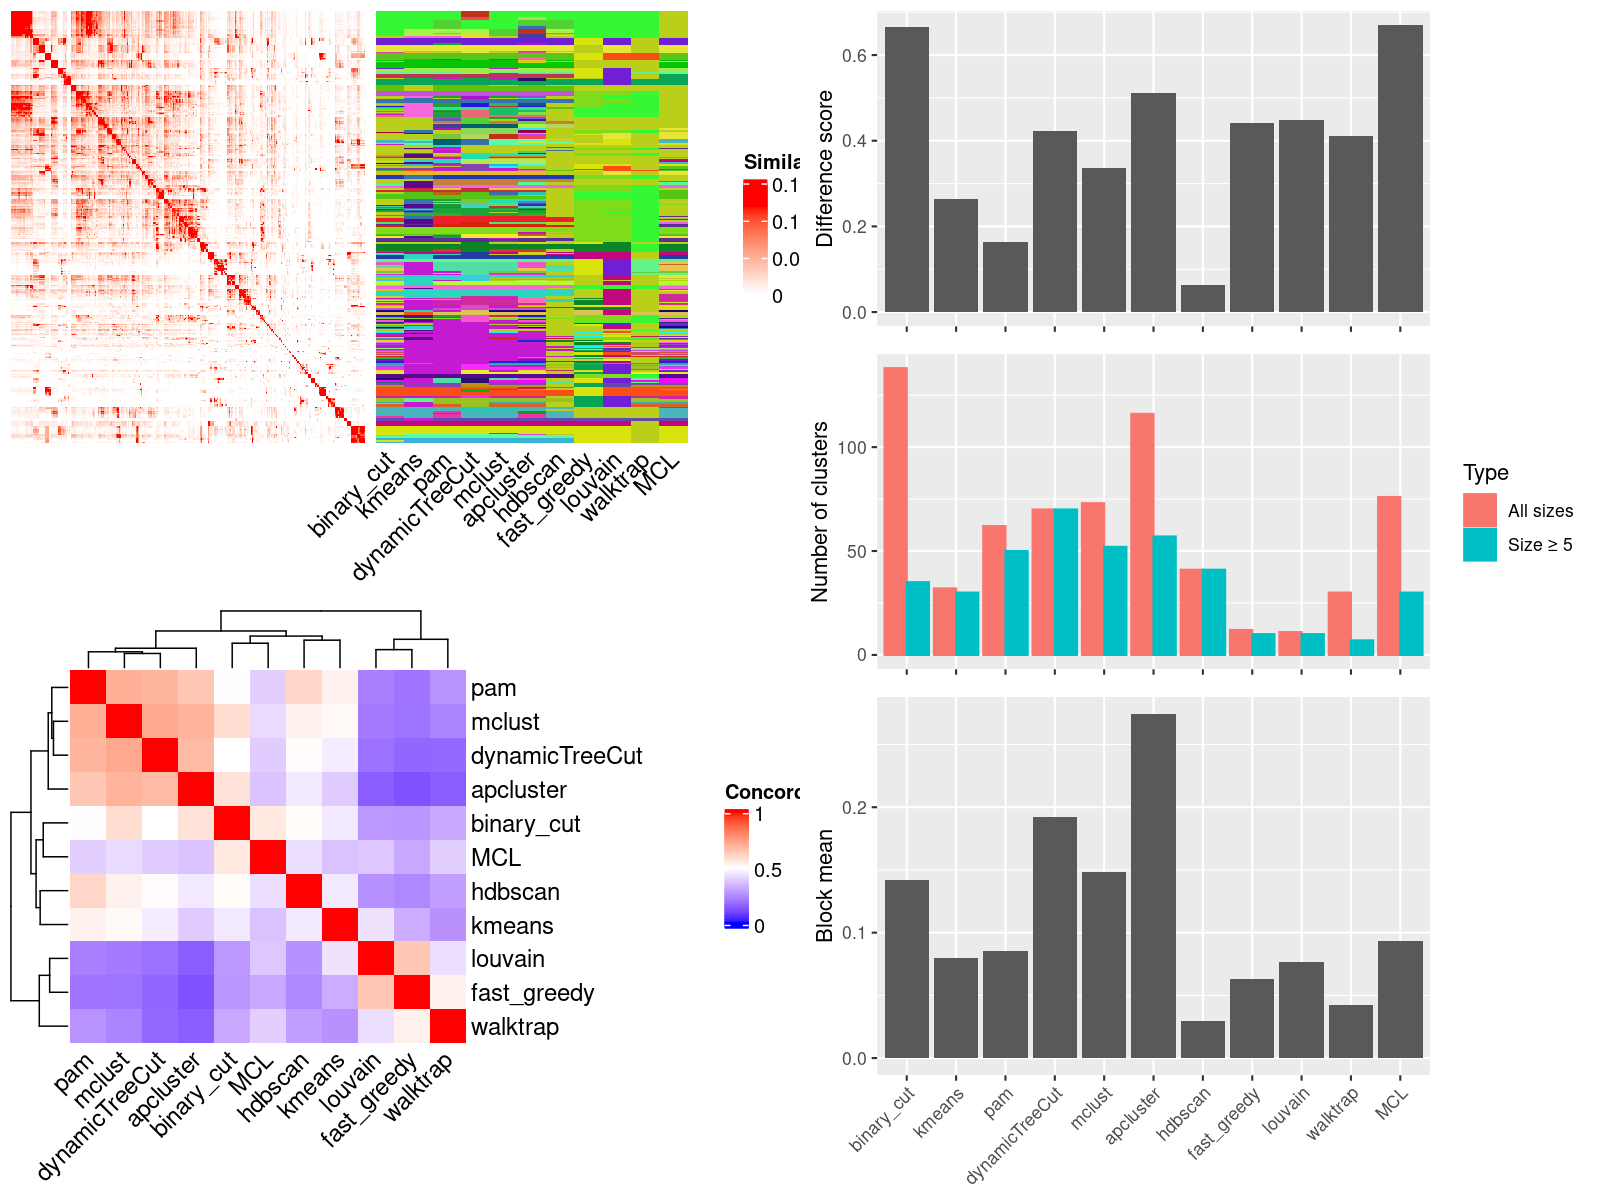 Simila
0.1
0.1
0.0
0
binary_cut
kmeans
pam
dynamicTreeCut
mclust
apcluster
hdbscan
fast_greedy
louvain
walktrap
MCL
pam
mclust
dynamicTreeCut
apcluster
binary_cut
MCL
hdbscan
kmeans
louvain
fast_greedy
walktrap
pam
mclust
dynamicTreeCut
apcluster
binary_cut
MCL
hdbscan
kmeans
louvain
fast_greedy
walktrap
Concord
1
0.5
0
Difference score
0.6
0.4
0.2
0.0
Number of clusters
100
50
0
Type
All sizes
Size ≥ 5
Block mean
0.2
0.1
0.0
binary_cut
kmeans
pam
dynamicTreeCut
mclust
apcluster
hdbscan
fast_greedy
louvain
walktrap
MCL